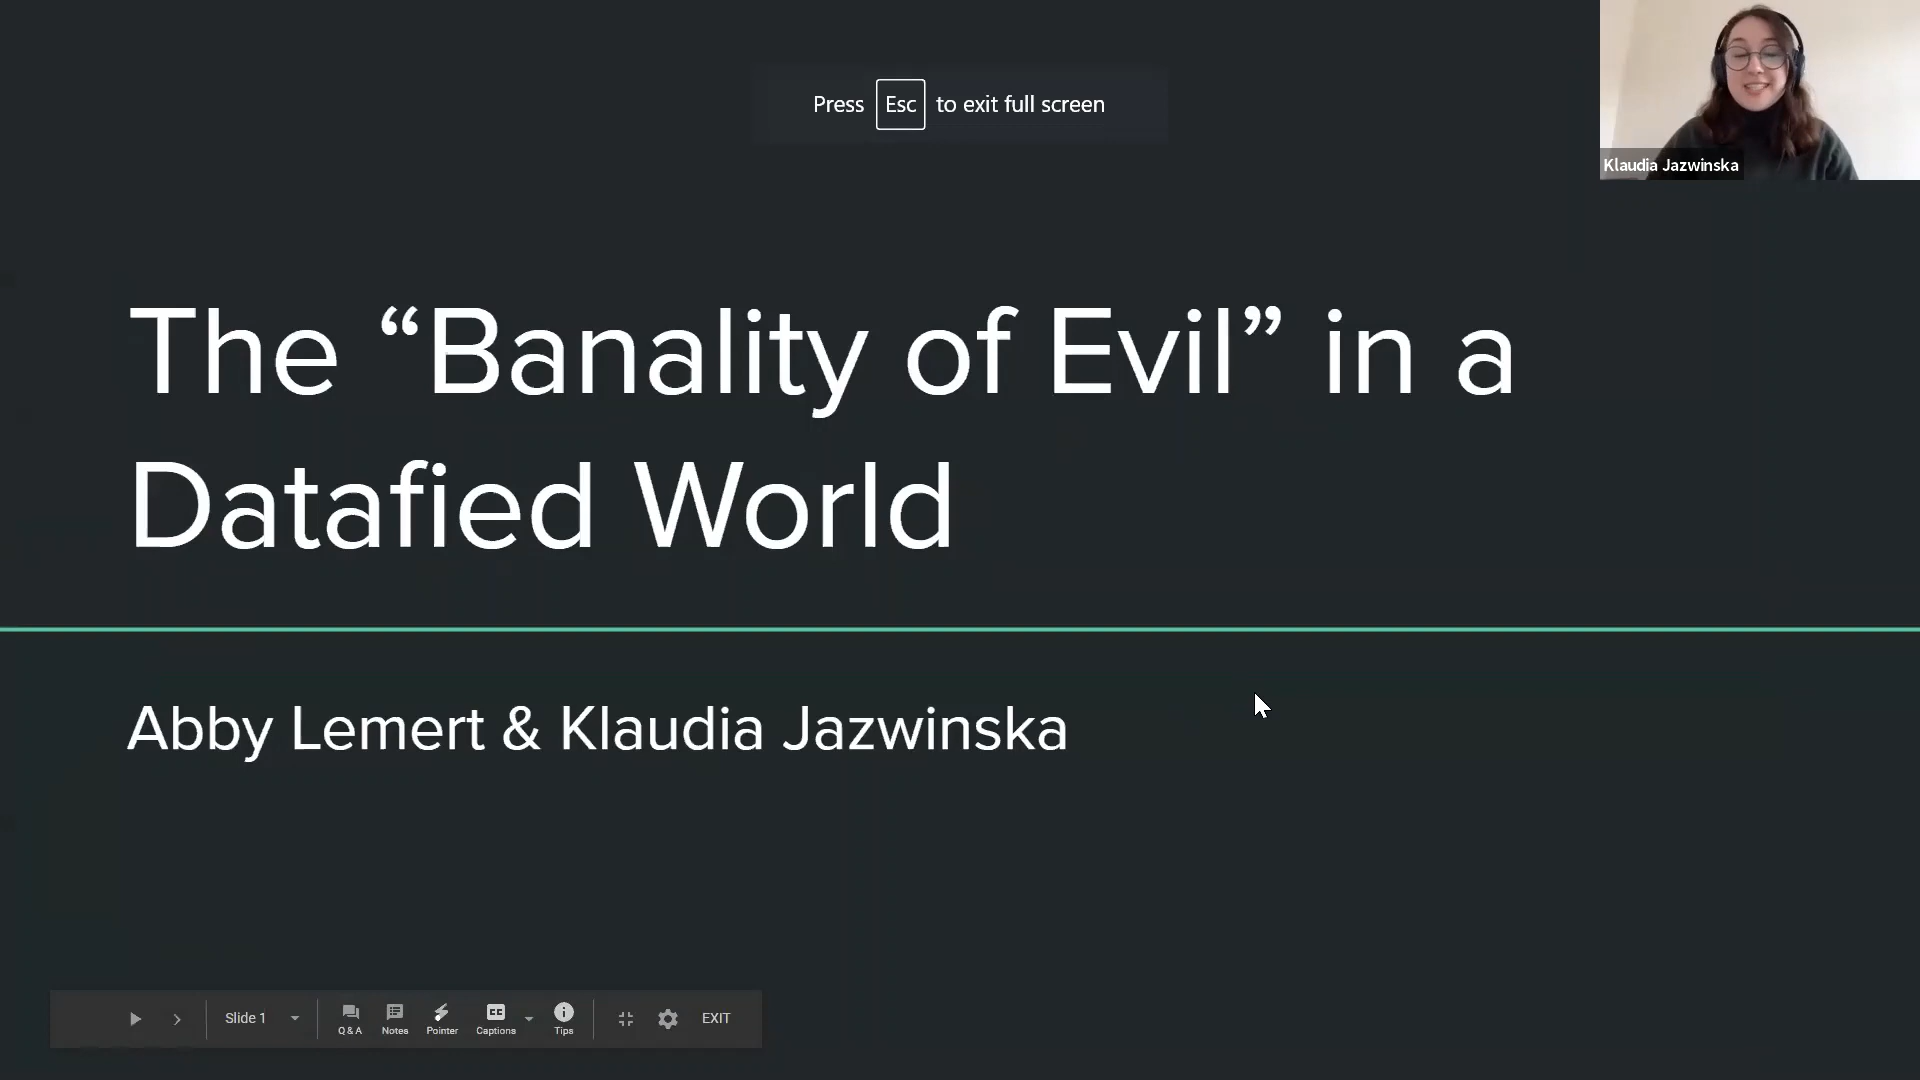 Press Esc to exit full screen
Klaudia Jazwinska
The “Banality of Evil” in a
Datafied World
Abby Lemert & Klaudia Jazwinska
Slide 1
Q & A
Notes
Pointer
CC
Captions
Tips
EXIT